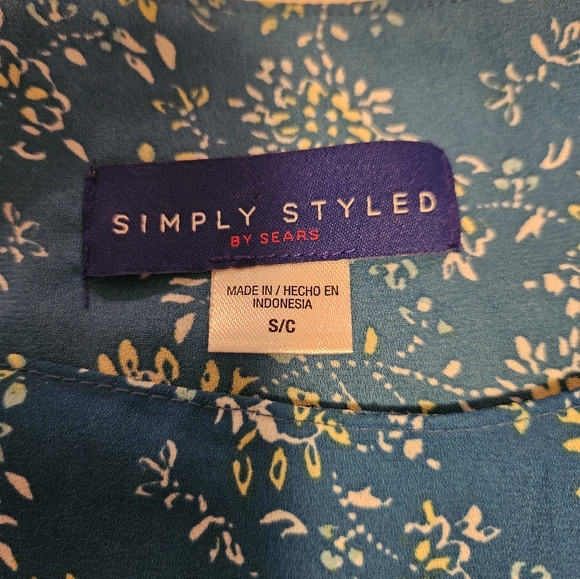 SIMPLY STYLED
BY SEARS
MADE IN / HECHO EN
INDONESIA
S/C